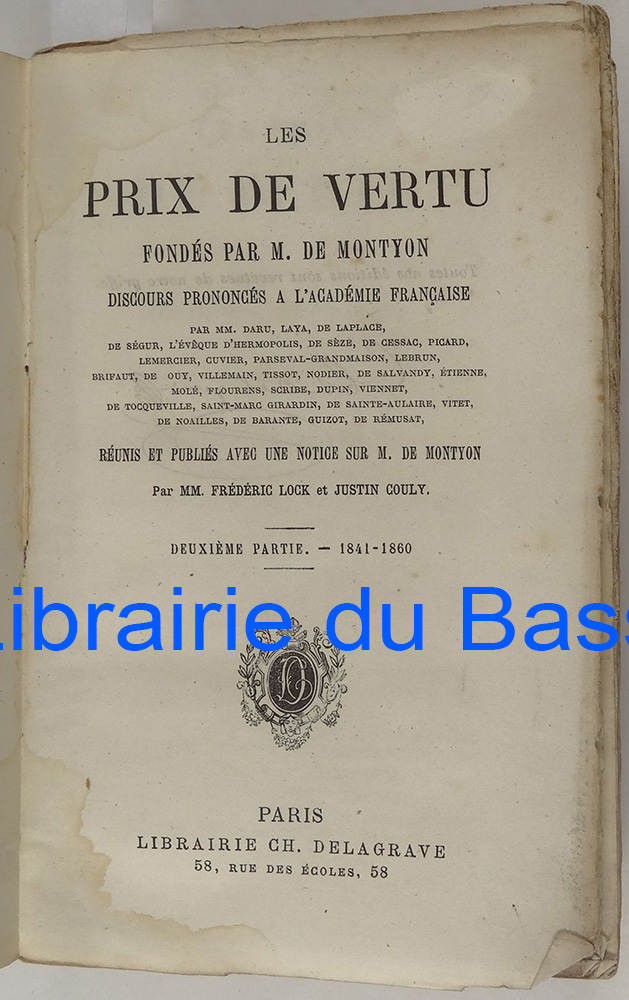 LES
PRIX DE VERTU
FONDÉS PAR M. DE MONTYON
DISCOURS PRONONCÉS A L'ACADÉMIE FRANÇAISE
PAR MM. DARU, LAYA, DE LAPLACE,
DE SÉGUR, L'ÉVÊQUE D'HERMOPOLIS, DE SÈZE, DE CESSAC, PICARD,
LEMERCIER, CUVIER, PARSEVAL-GRANDMAISON, LEBRUN,
BRIFAUT, DE OUY, VILLEMAIN, TISSOT, NODIER, DE SALVANDY, ÉTIENNE,
MOLÉ, FLOURENS, SCRIBE, DUPIN, VIENNET,
DE TOCQUEVILLE, SAINT-MARC GIRARDIN, DE SAINTE-AULAIRE, VITET,
DE NOAILLES, DE BARANTE, GUIZOT, DE RÉMUSAT,
RÉUNIS ET PUBLIÉS AVEC UNE NOTICE SUR M. DE MONTYON
Par MM. FRÉDÉRIC LOCK et JUSTIN COULY.
DEUXIÈME PARTIE. — 1841-1860
Librairie du Bass
PARIS
LIBRAIRIE CH. DELAGRAVE
58, RUE DES ÉCOLES, 58